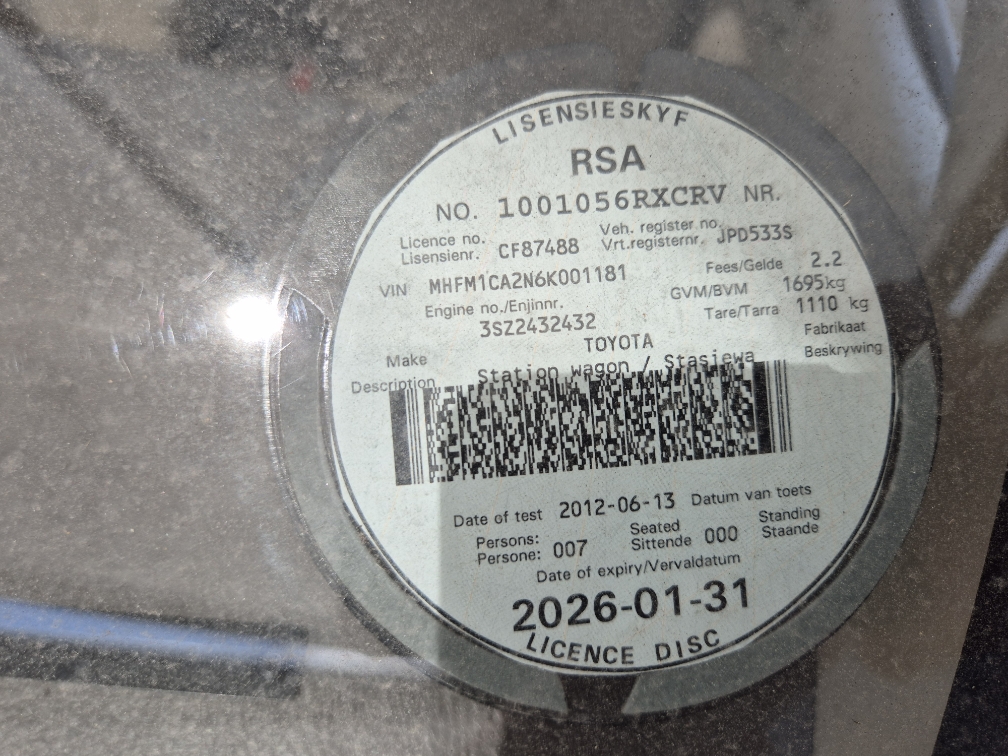 LISENSIESKYF
RSA
NO. 1001056RXCRV NR.
Licence no. Lisensienr. CF87488 Veh. register no. Vrt.registernr. JPD533S
VIN MHFM1CA2N6K001181 Fees/Gelde 2.2
Engine no./Enjinnr. GVM/BVM 1695kg
3SZ2432432 Tare/Tarra 1110 kg
Make TOYOTA Fabrikaat
Description Station wagon / Stasiewa Beskrywing
Date of test 2012-06-13 Datum van toets
Persons: Persone: 007 Seated Sittende 000 Standing Staande
Date of expiry/Vervaldatum
2026-01-31
LICENCE DISC